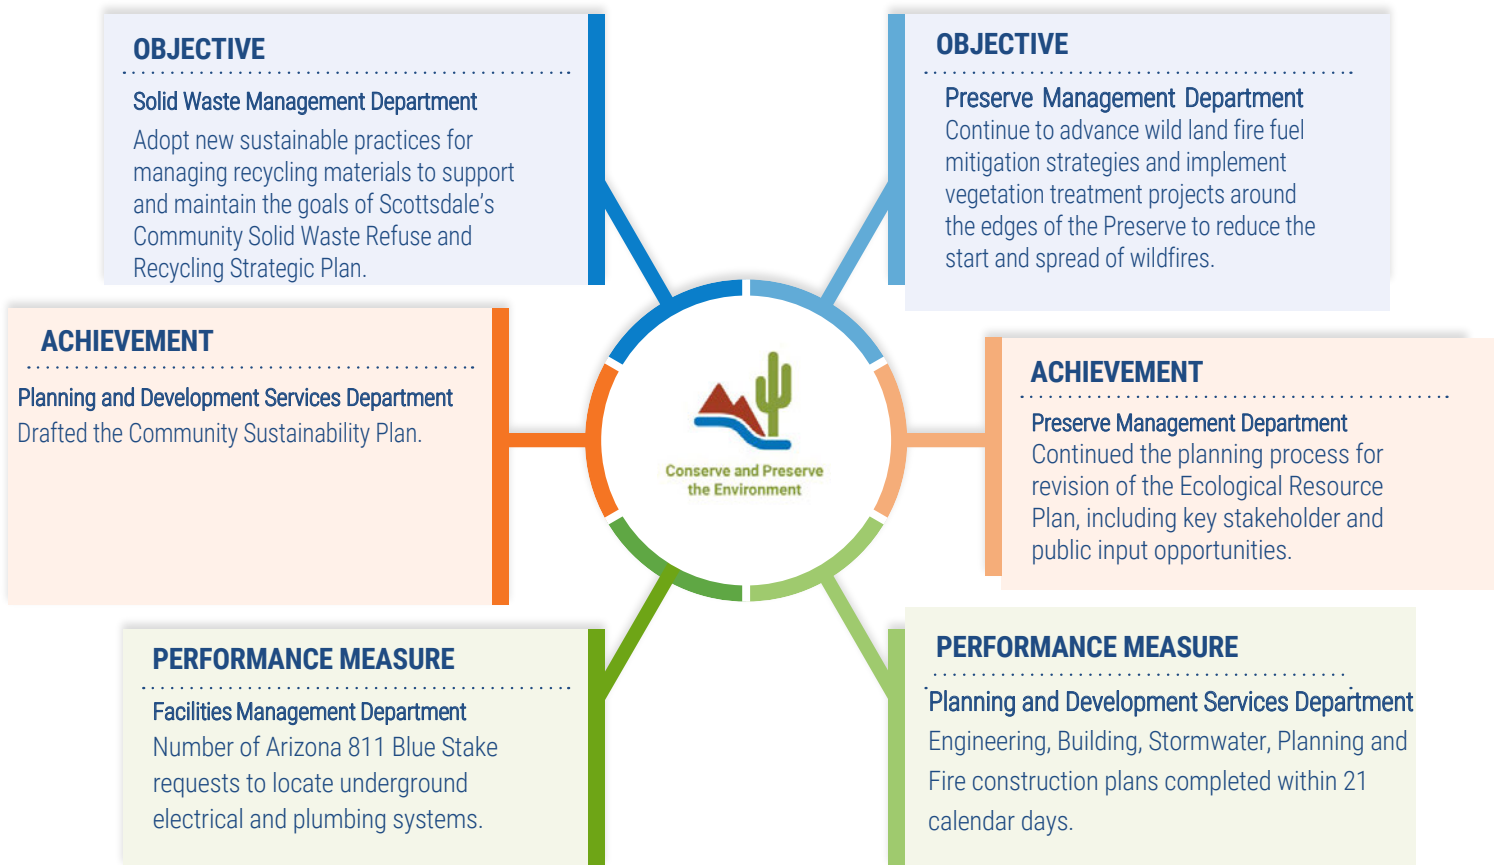 OBJECTIVE
Solid Waste Management Department
Adopt new sustainable practices for
managing recycling materials to support
and maintain the goals of Scottsdale's
Community Solid Waste Refuse and
Recycling Strategic Plan.
OBJECTIVE
Preserve Management Department
Continue to advance wild land fire fuel
mitigation strategies and implement
vegetation treatment projects around
the edges of the Preserve to reduce the
start and spread of wildfires.
ACHIEVEMENT
Planning and Development Services Department
Drafted the Community Sustainability Plan.
Conserve and Preserve
the Environment
ACHIEVEMENT
Preserve Management Department
Continued the planning process for
revision of the Ecological Resource
Plan, including key stakeholder and
public input opportunities.
PERFORMANCE MEASURE
Facilities Management Department
Number of Arizona 811 Blue Stake
requests to locate underground
electrical and plumbing systems.
PERFORMANCE MEASURE
Planning and Development Services Department
Engineering, Building, Stormwater, Planning and
Fire construction plans completed within 21
calendar days.